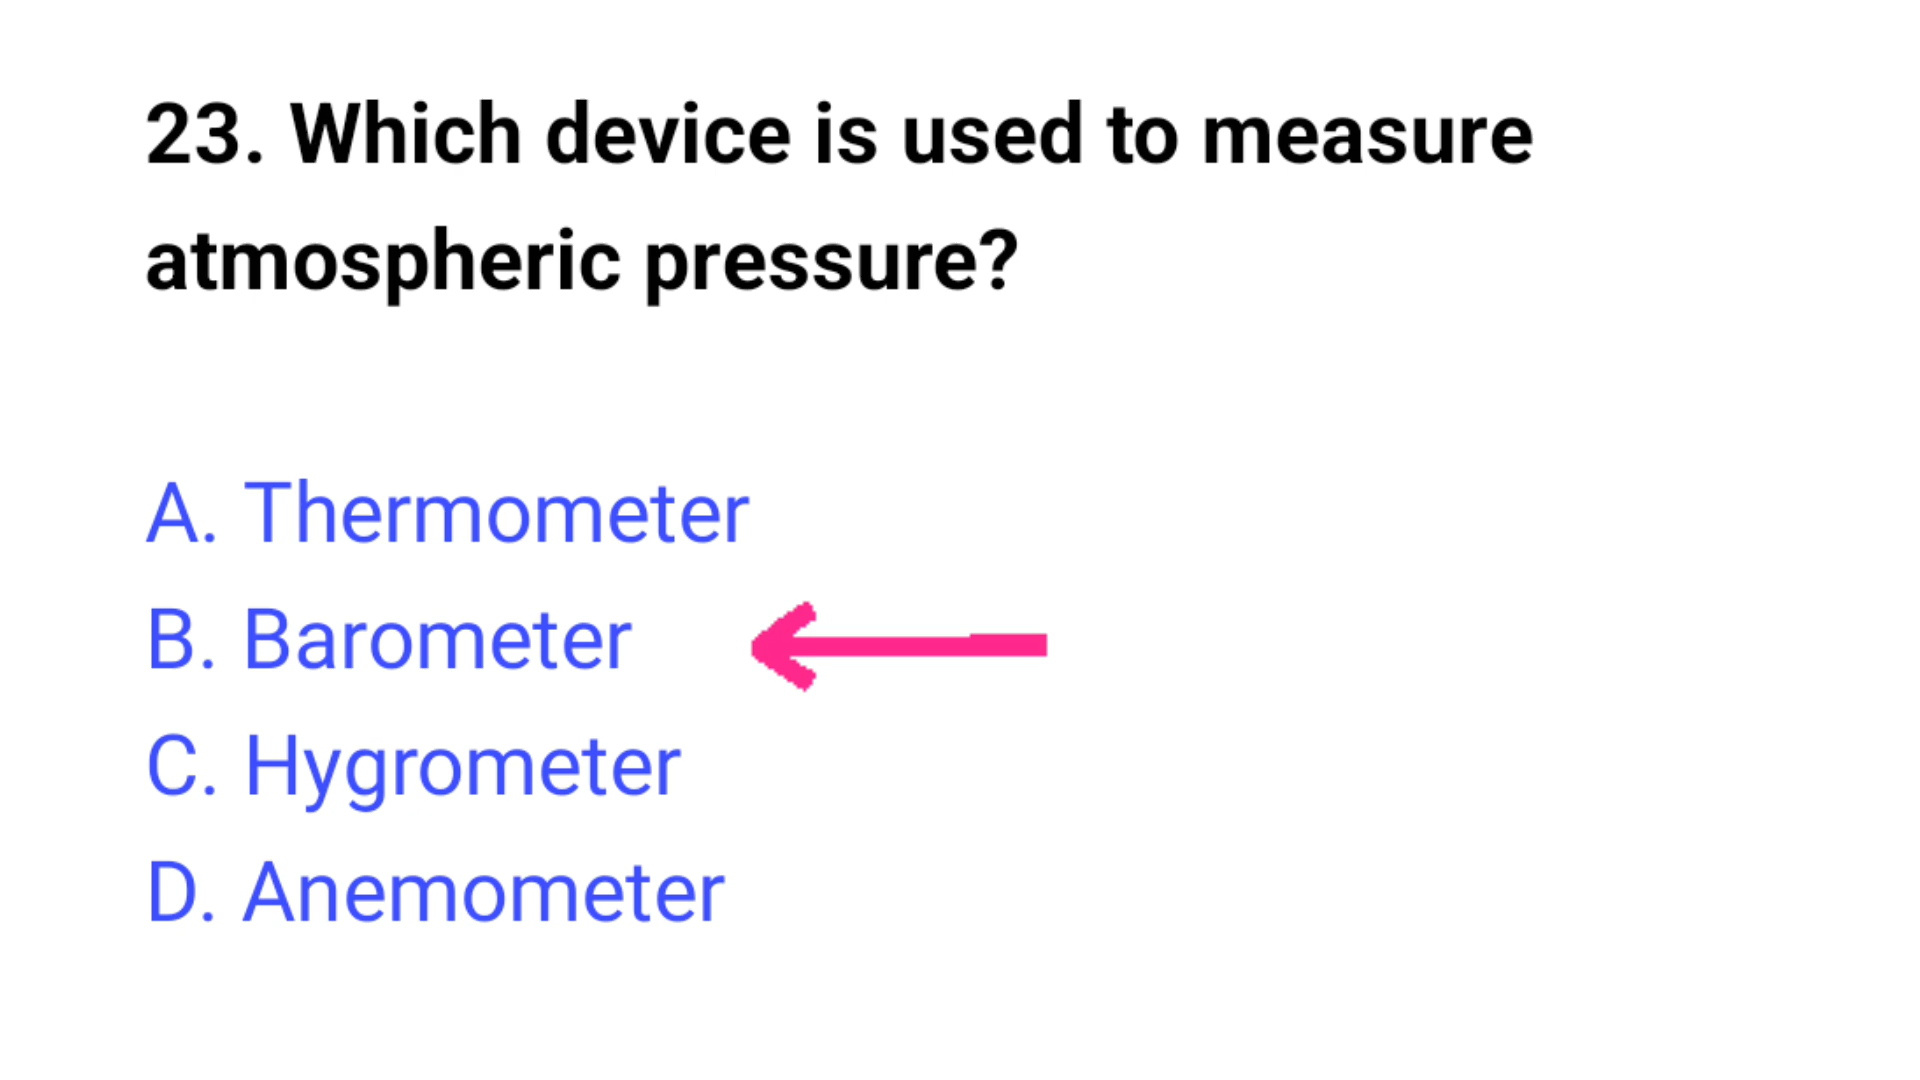 23. Which device is used to measure
atmospheric pressure?
A. Thermometer
B. Barometer
C. Hygrometer
D. Anemometer